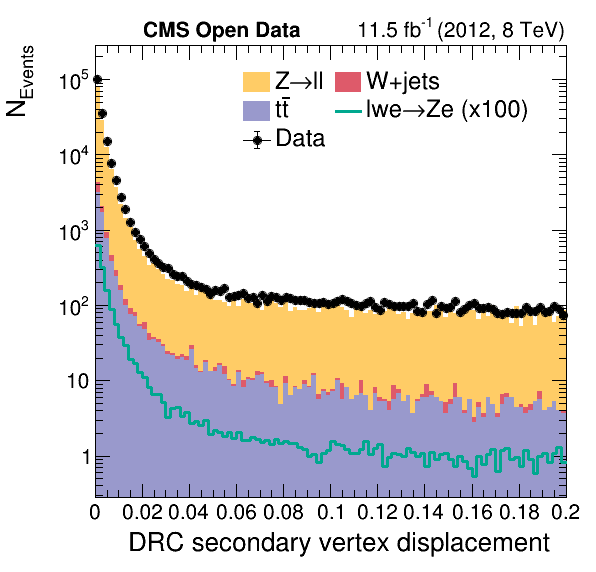 CMS Open Data 11.5 fb⁻¹ (2012, 8 TeV)
N_Events
Z→ll W+jets
tt̄ lwe→Ze (x100)
Data
10⁵
10⁴
10³
10²
10
1
0 0.02 0.04 0.06 0.08 0.1 0.12 0.14 0.16 0.18 0.2
DRC secondary vertex displacement